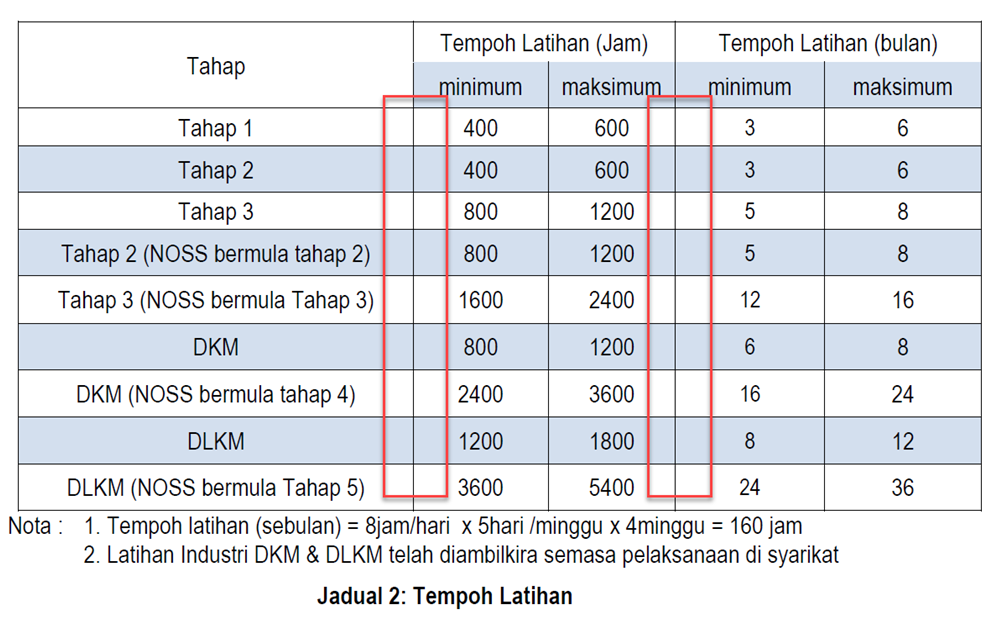 Tahap Tempoh Latihan (Jam) Tempoh Latihan (bulan)
minimum maksimum minimum maksimum
Tahap 1 400 600 3 6
Tahap 2 400 600 3 6
Tahap 3 800 1200 5 8
Tahap 2 (NOSS bermula tahap 2) 800 1200 5 8
Tahap 3 (NOSS bermula Tahap 3) 1600 2400 12 16
DKM 800 1200 6 8
DKM (NOSS bermula tahap 4) 2400 3600 16 24
DLKM 1200 1800 8 12
DLKM (NOSS bermula Tahap 5) 3600 5400 24 36
Nota : 1. Tempoh latihan (sebulan) = 8jam/hari x 5hari /minggu x 4minggu = 160 jam
2. Latihan Industri DKM & DLKM telah diambilkira semasa pelaksanaan di syarikat
Jadual 2: Tempoh Latihan